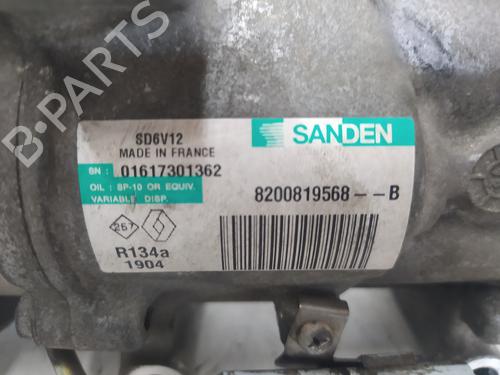 SD6V12
MADE IN FRANCE
SANDEN
SN : 01617301362
OIL : SP-10 OR EQUIV.
VARIABLE DISP.
8200819568--B
257
R134a
1904
B-PARTS